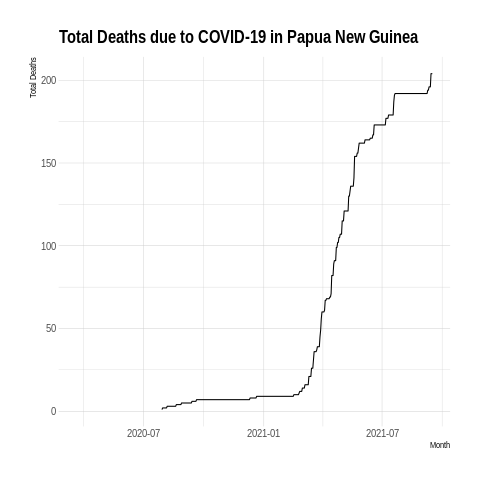 Total Deaths due to COVID-19 in Papua New Guinea
Total Deaths
200
150
100
50
0
2020-07
2021-01
2021-07
Month